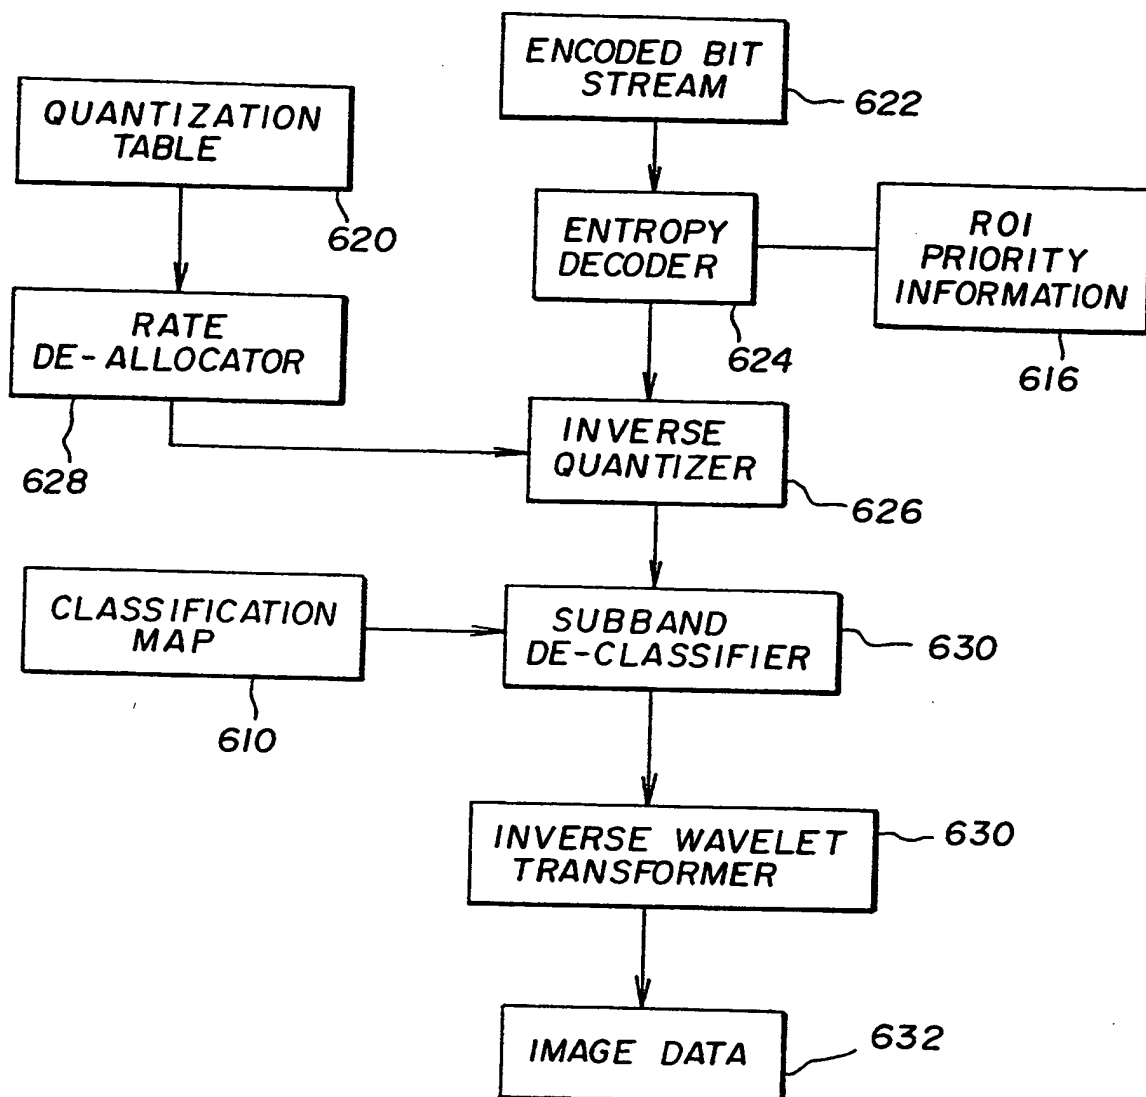 ENCODED BIT
STREAM
622
QUANTIZATION
TABLE
620
ENTROPY
DECODER
624
ROI
PRIORITY
INFORMATION
616
RATE
DE-ALLOCATOR
628
INVERSE
QUANTIZER
626
CLASSIFICATION
MAP
610
SUBBAND
DE-CLASSIFIER
630
INVERSE WAVELET
TRANSFORMER
630
IMAGE DATA
632